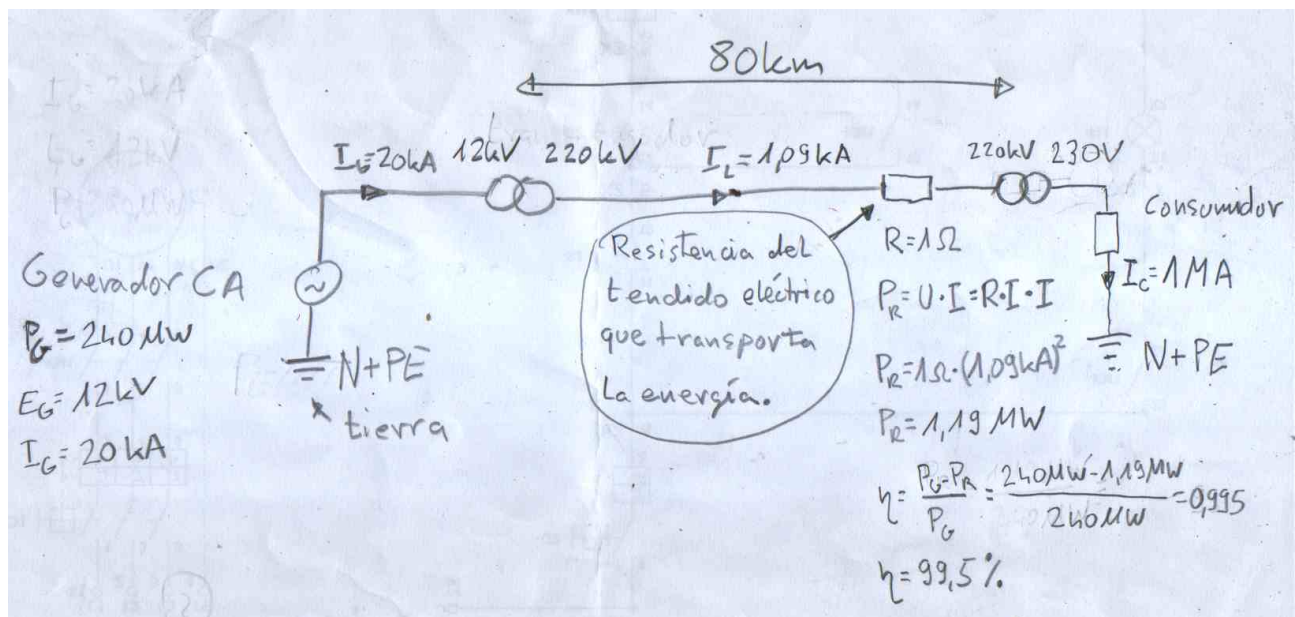 80km
I_G=20kA 12kV 220kV I_L=1,09kA 220kV 230V
Generador CA
P_G=240MW
E_G=12kV
I_G=20kA
N+PE
tierra
Resistencia del
tendido eléctrico
que transporta
La energía.
R=1Ω
P_R=U·I=R·I·I
P_R=1Ω·(1,09kA)²
P_R=1,19MW
η=P_G-P_R/P_G=240MW-1,19MW/240MW=0,995
η=99,5%
Consumidor
I_C=1MA
N+PE